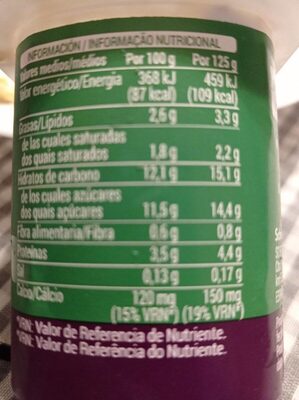 INFORMACIÓN / INFORMAÇÃO NUTRICIONAL
Valores medios/médios Por 100 g Por 125 g
Valor energético/Energia 368 kJ 459 kJ
(87 kcal) (109 kcal)
Grasas/Lípidos 2,6 g 3,3 g
de las cuales saturadas
dos quais saturados 1,8 g 2,2 g
Hidratos de carbono 12,1 g 15,1 g
de los cuales azúcares
dos quais açúcares 11,5 g 14,4 g
Fibra alimentaria/Fibra 0,6 g 0,8 g
Proteínas 3,5 g 4,4 g
Sal 0,13 g 0,17 g
Calcio/Cálcio 120 mg 150 mg
(15% VRN*) (19% VRN*)
*VRN: Valor de Referencia de Nutriente.
*VRN: Valor de Referência do Nutriente.